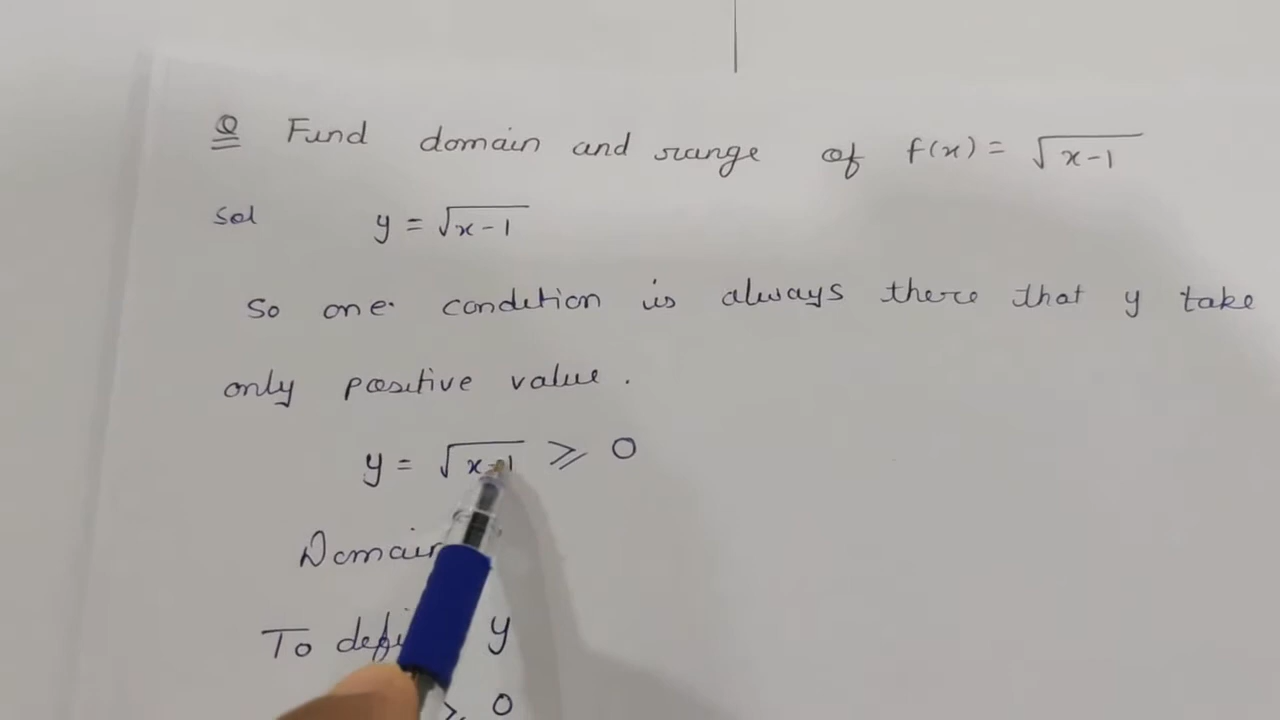 Q Find domain and range of f(x) = √x-1
Sol y = √x-1
So one condition is always there that y take
only positive value.
y = √x-1 ≥ 0
Domain
To y
≥ 0